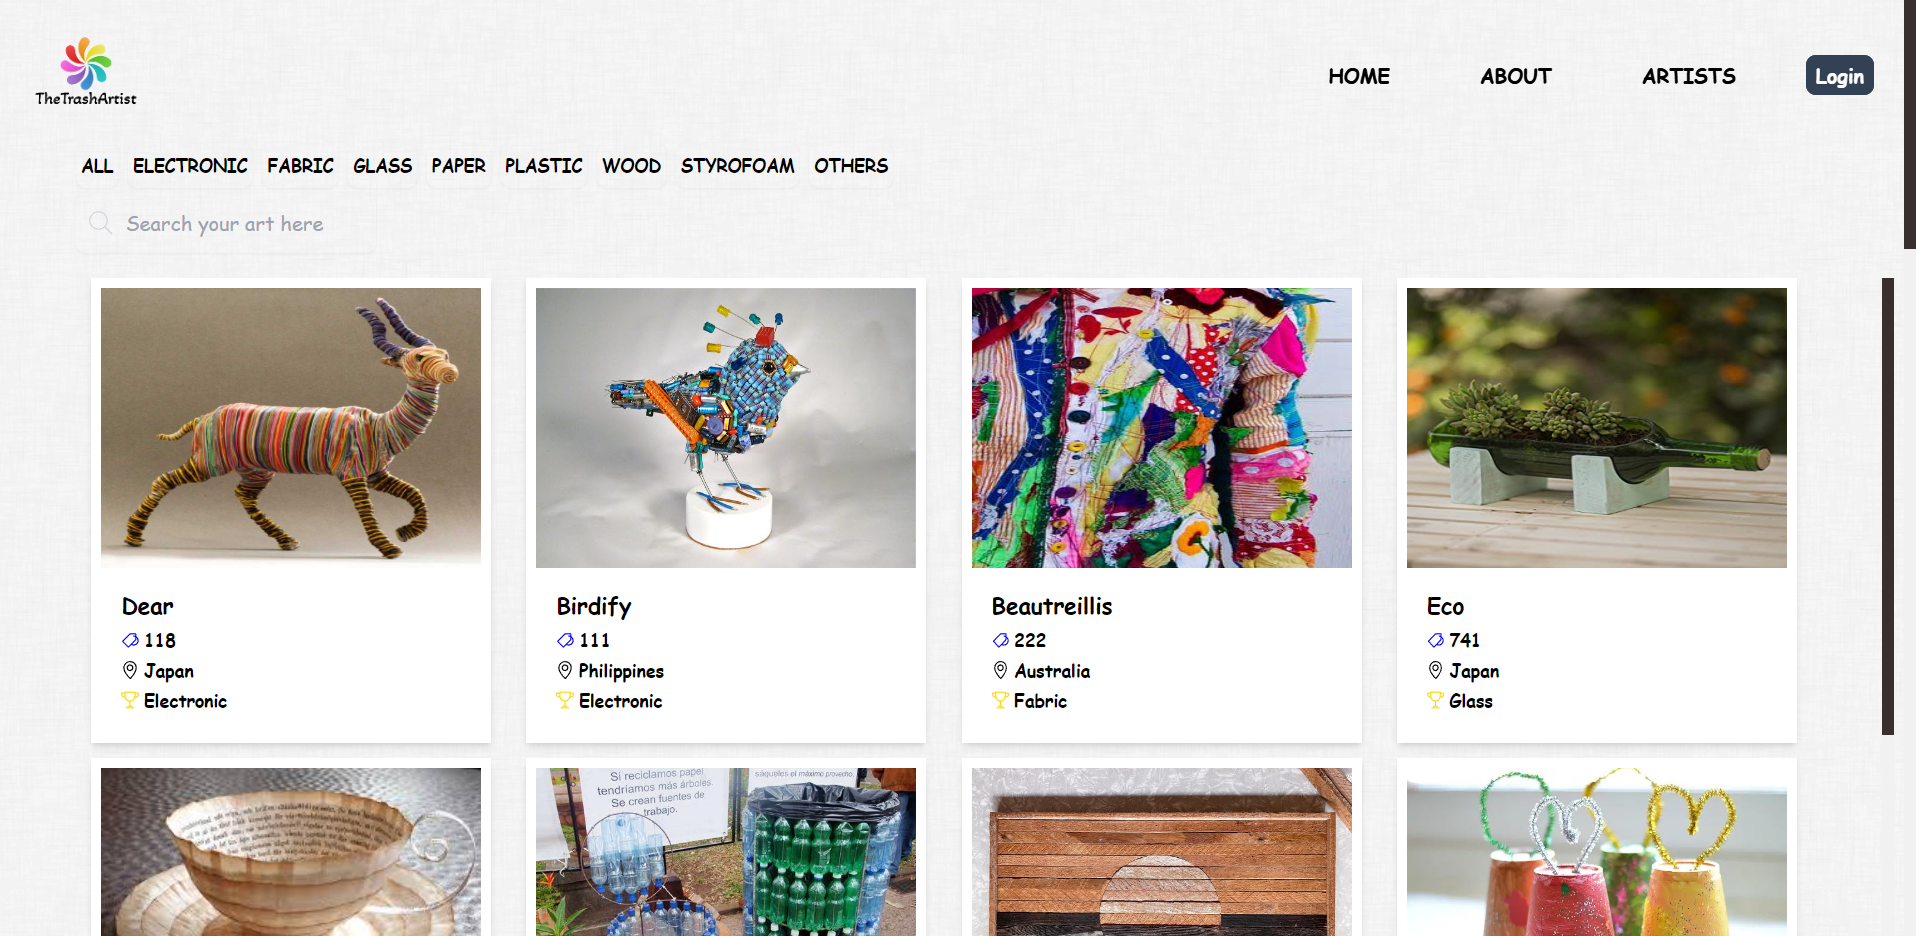 TheTrashArtist
HOME
ABOUT
ARTISTS
Login
ALL
ELECTRONIC
FABRIC
GLASS
PAPER
PLASTIC
WOOD
STYROFOAM
OTHERS
Search your art here
Dear
118
Japan
Electronic
Birdify
111
Philippines
Electronic
Beautreillis
222
Australia
Fabric
Eco
741
Japan
Glass
Si reciclamos papel
tendríamos más árboles.
Se crean fuentes de
trabajo.
sáqueles el máximo provecho.